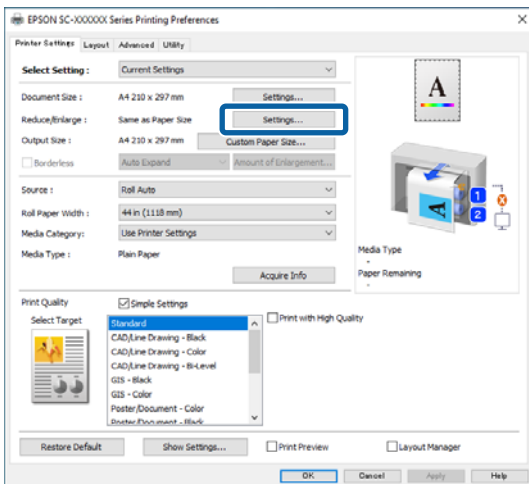 EPSON SC-XXXXXX Series Printing Preferences
Printer Settings Layout Advanced Utility
Select Setting : Current Settings
Document Size : A4 210 x 297 mm Settings...
Reduce/Enlarge : Same as Paper Size Settings...
Output Size : A4 210 x 297 mm Custom Paper Size...
Borderless Auto Expand Amount of Enlargement...
A
Source : Roll Auto
Roll Paper Width : 44 in (1118 mm)
Media Category: Use Printer Settings
Media Type : Plain Paper
Acquire Info
A
1
2
Media Type
-
Paper Remaining
-
Print Quality Simple Settings
Select Target
Standard
CAD/Line Drawing - Black
CAD/Line Drawing - Color
CAD/Line Drawing - Bi-Level
GIS - Black
GIS - Color
Poster/Document - Color
Poster/Document - Black
Print with High Quality
Restore Default Show Settings... Print Preview Layout Manager
OK Cancel Apply Help